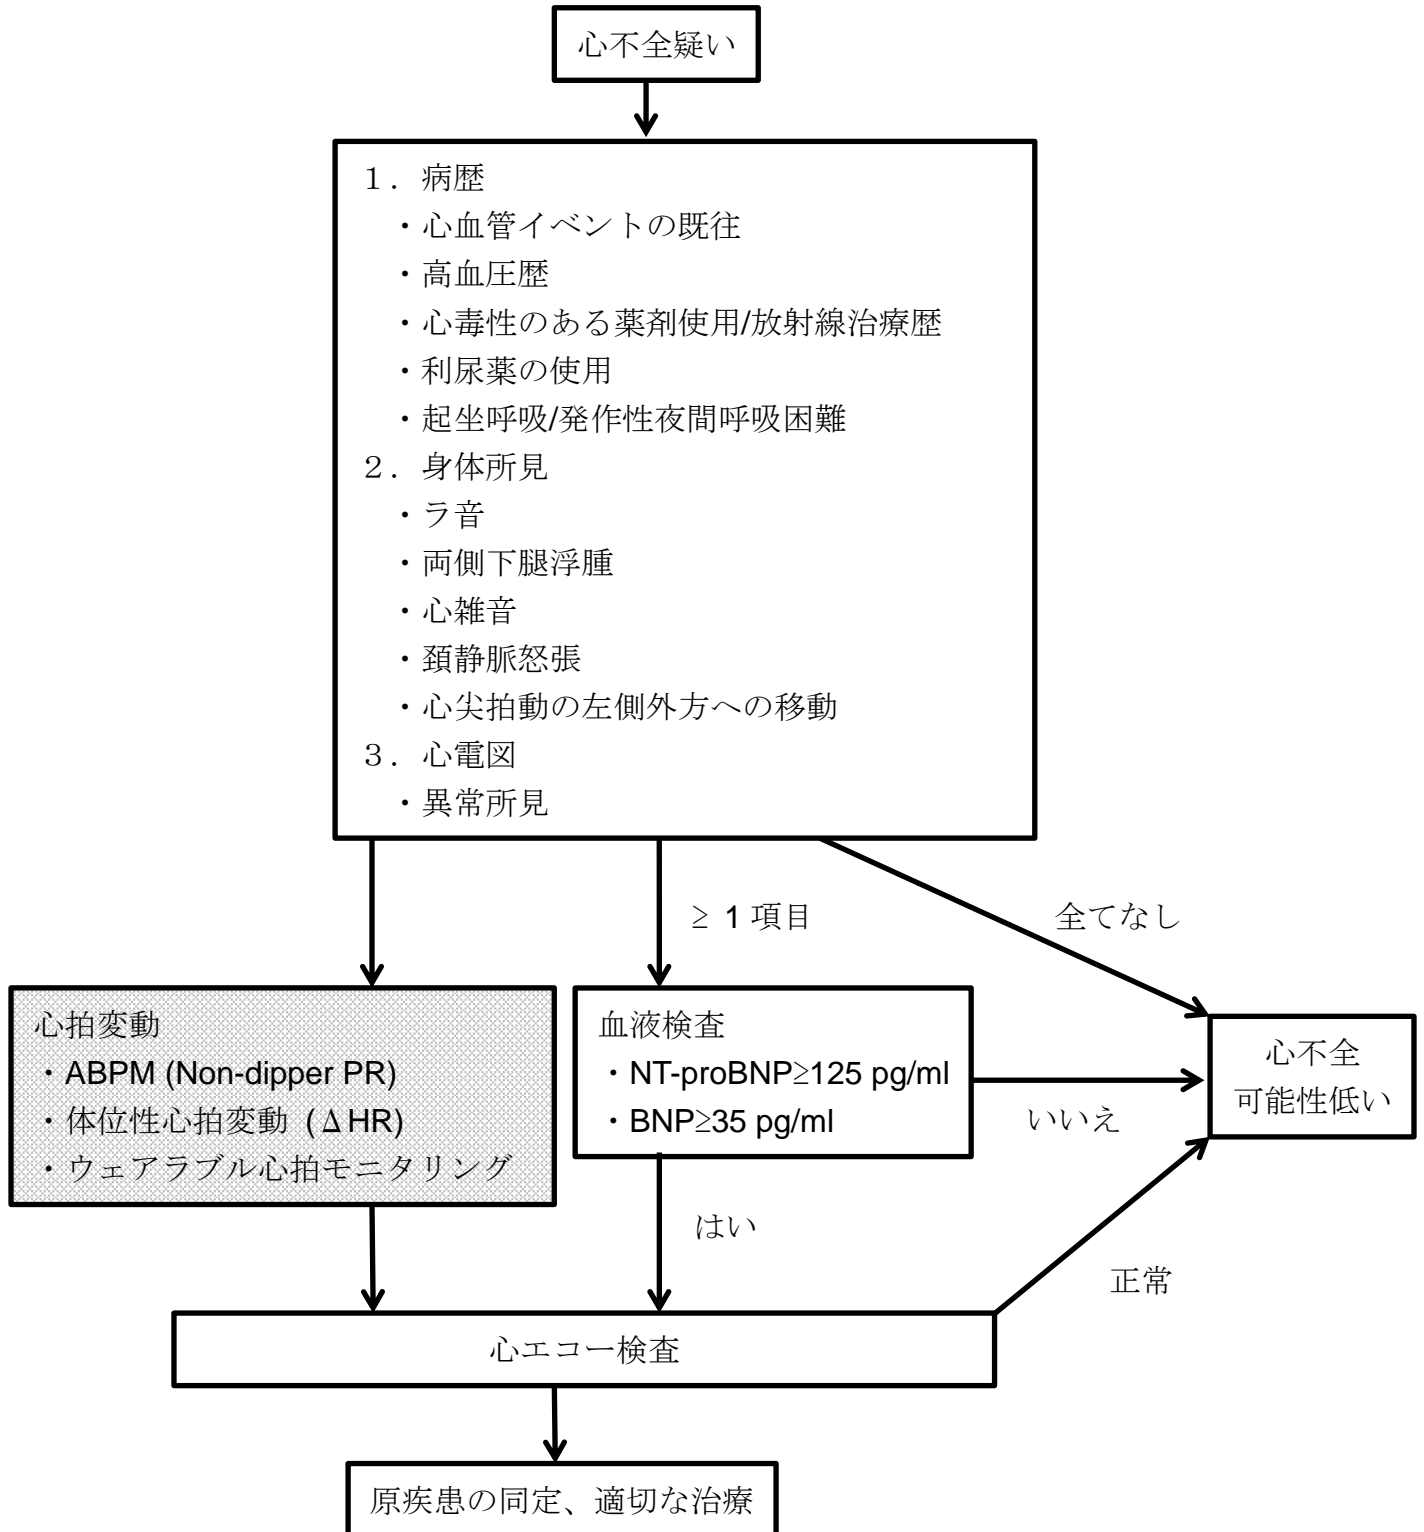 心不全疑い
１．病歴
・心血管イベントの既往
・高血圧歴
・心毒性のある薬剤使用/放射線治療歴
・利尿薬の使用
・起坐呼吸/発作性夜間呼吸困難
２．身体所見
・ラ音
・両側下腿浮腫
・心雑音
・頚静脈怒張
・心尖拍動の左側外方への移動
３．心電図
・異常所見
≥ 1 項目
全てなし
心拍変動
・ABPM (Non-dipper PR)
・体位性心拍変動 (ΔHR)
・ウェアラブル心拍モニタリング
血液検査
・NT-proBNP≥125 pg/ml
・BNP≥35 pg/ml
心不全
可能性低い
いいえ
はい
正常
心エコー検査
原疾患の同定、適切な治療